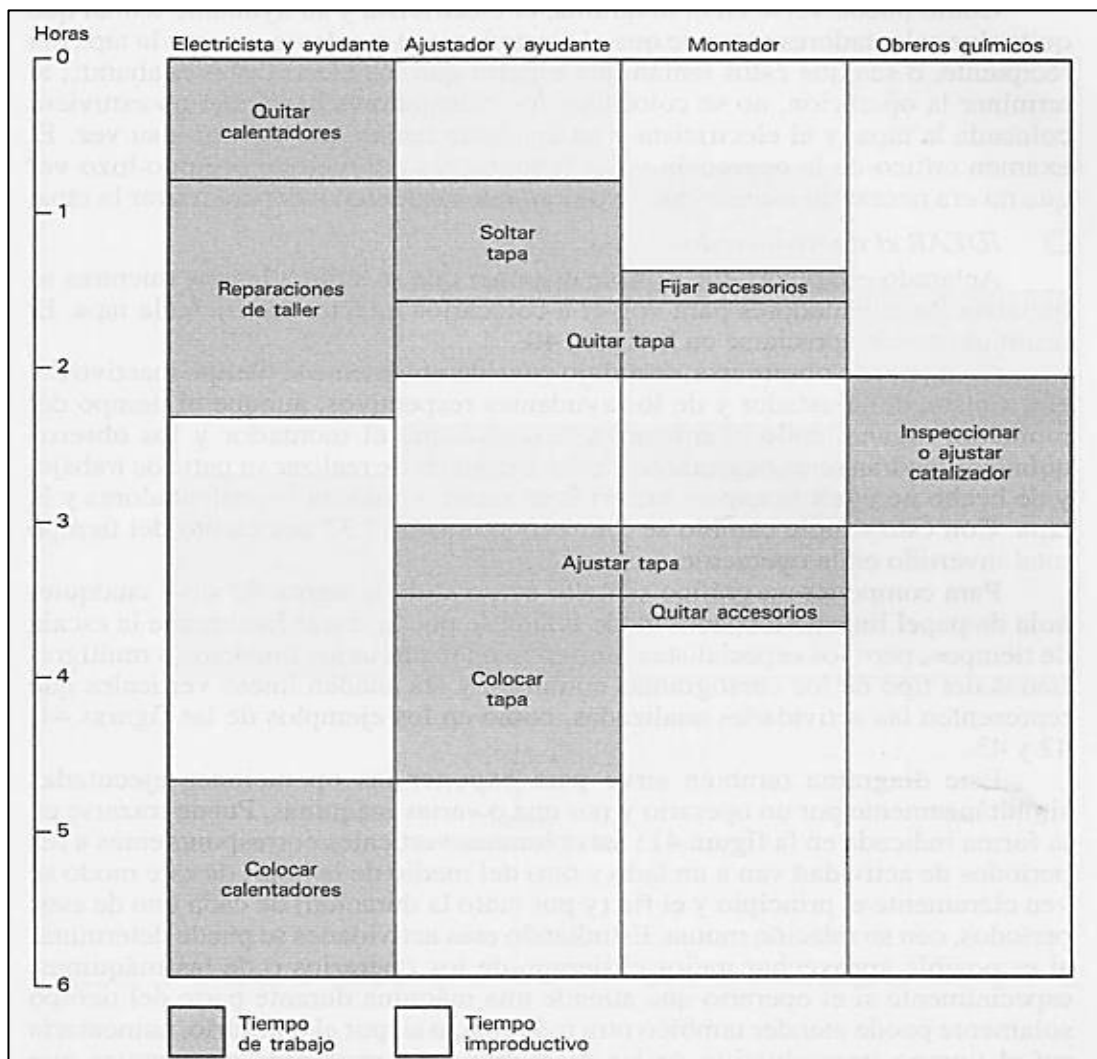 Horas
Electricista y ayudante
Ajustador y ayudante
Montador
Obreros químicos
0
Quitar
calentadores
1
Soltar
tapa
Reparaciones
de taller
Fijar accesorios
Quitar tapa
2
Inspeccionar
o ajustar
catalizador
3
Ajustar tapa
Quitar accesorios
4
Colocar
tapa
5
Colocar
calentadores
6
Tiempo
de trabajo
Tiempo
improductivo